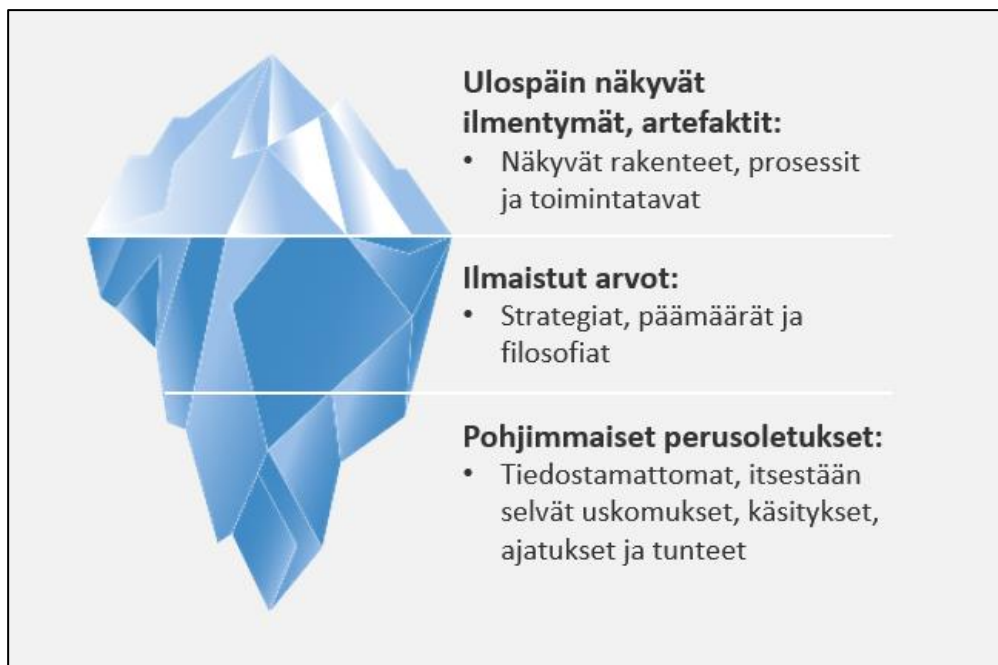 Ulospäin näkyvät
ilmentymät, artefaktit:
• Näkyvät rakenteet, prosessit
ja toimintatavat
Ilmaistut arvot:
• Strategiat, päämäärät ja
filosofiat
Pohjimmaiset perusoletukset:
• Tiedostamattomat, itsestään
selvät uskomukset, käsitykset,
ajatukset ja tunteet